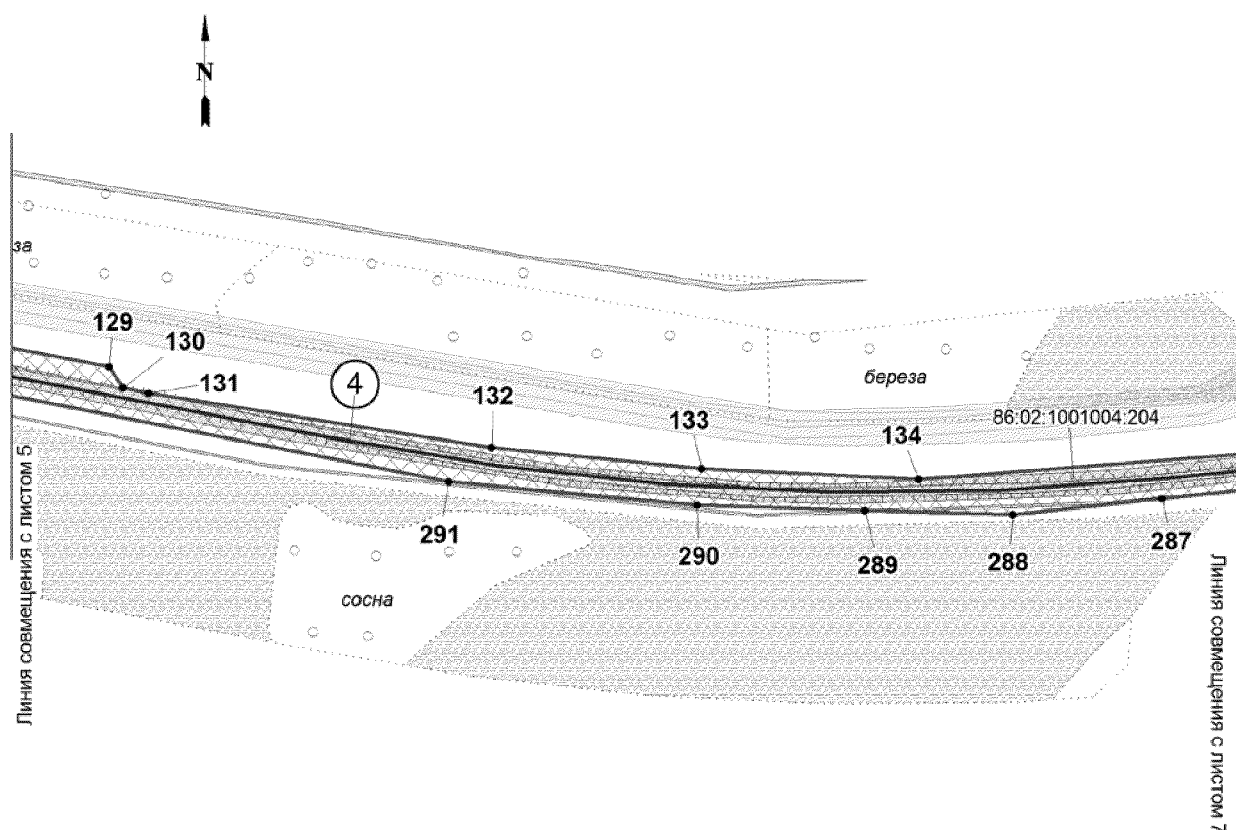 N
за
129
130
131
4
132
133
134
береза
86:02:1001004:204
291
290
289
288
287
сосна
Линия совмещения с листом 5
Линия совмещения с листом 7